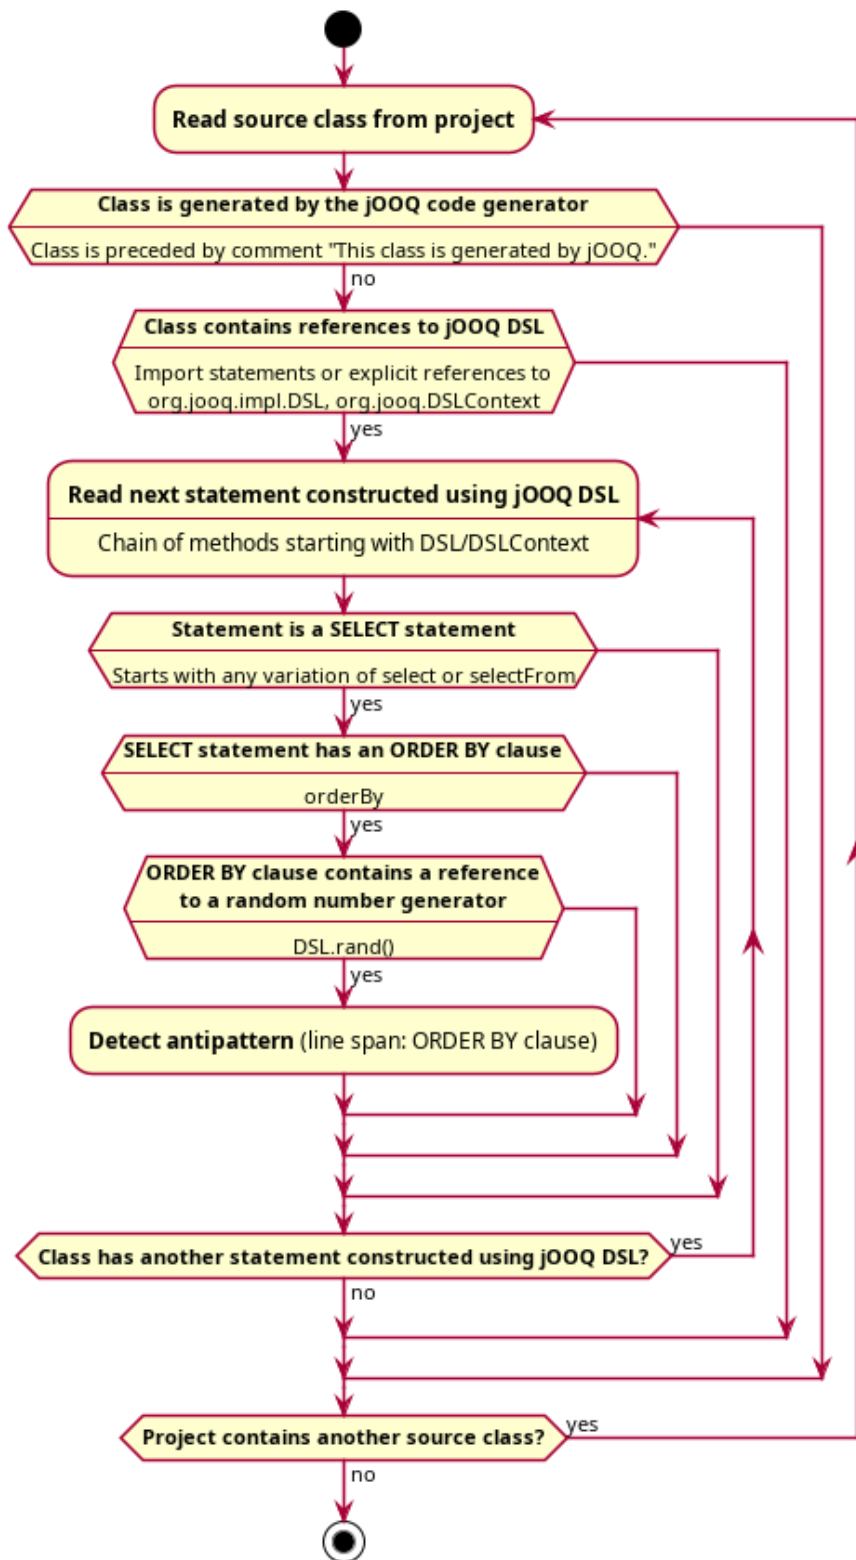 Read source class from project
Class is generated by the jOOQ code generator
Class is preceded by comment "This class is generated by jOOQ."
no
Class contains references to jOOQ DSL
Import statements or explicit references to
org.jooq.impl.DSL, org.jooq.DSLContext
yes
Read next statement constructed using jOOQ DSL
Chain of methods starting with DSL/DSLContext
Statement is a SELECT statement
Starts with any variation of select or selectFrom
yes
SELECT statement has an ORDER BY clause
orderBy
yes
ORDER BY clause contains a reference
to a random number generator
DSL.rand()
yes
Detect antipattern (line span: ORDER BY clause)
Class has another statement constructed using jOOQ DSL?
yes
no
Project contains another source class?
yes
no